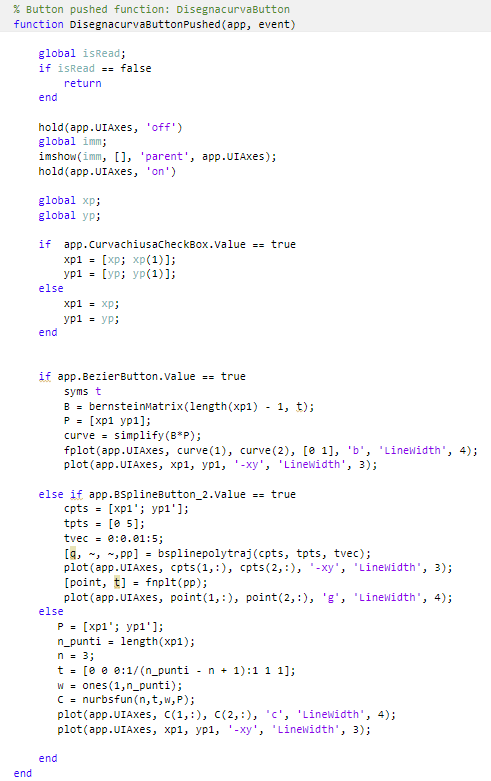 % Button pushed function: DisegnacurvaButton
function DisegnacurvaButtonPushed(app, event)
global isRead;
if isRead == false
return
end
hold(app.UIAxes, 'off')
global imm;
imshow(imm, [], 'parent', app.UIAxes);
hold(app.UIAxes, 'on')
global xp;
global yp;
if app.CurvachiusaCheckBox.Value == true
xp1 = [xp; xp(1)];
yp1 = [yp; yp(1)];
else
xp1 = xp;
yp1 = yp;
end
if app.BezierButton.Value == true
syms t
B = bernsteinMatrix(length(xp1) - 1, t);
P = [xp1 yp1];
curve = simplify(B*P);
fplot(app.UIAxes, curve(1), curve(2), [0 1], 'b', 'LineWidth', 4);
plot(app.UIAxes, xp1, yp1, '-xy', 'LineWidth', 3);
else if app.BSplineButton_2.Value == true
cpts = [xp1'; yp1'];
tpts = [0 5];
tvec = 0:0.01:5;
[q, ~, ~,pp] = bsplinepolytraj(cpts, tpts, tvec);
plot(app.UIAxes, cpts(1,:), cpts(2,:), '-xy', 'LineWidth', 3);
[point, t] = fnplt(pp);
plot(app.UIAxes, point(1,:), point(2,:), 'g', 'LineWidth', 4);
else
P = [xp1'; yp1'];
n_punti = length(xp1);
n = 3;
t = [0 0 0:1/(n_punti - n + 1):1 1 1];
w = ones(1,n_punti);
C = nurbsfun(n,t,w,P);
plot(app.UIAxes, C(1,:), C(2,:), 'c', 'LineWidth', 4);
plot(app.UIAxes, xp1, yp1, '-xy', 'LineWidth', 3);
end
end